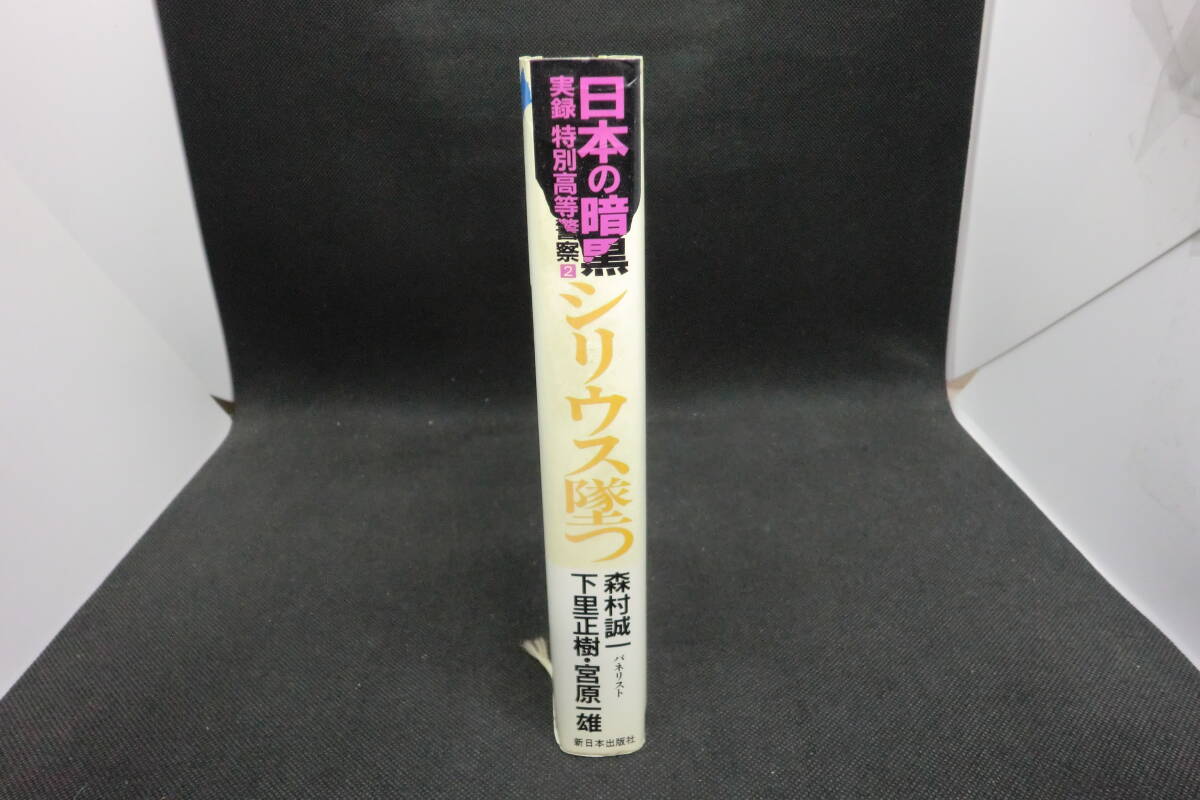 日本の暗黒
実録 特別高等警察 2
シリウス墜つ
森村誠一 パネリスト
下里正樹・宮原一雄
新日本出版社